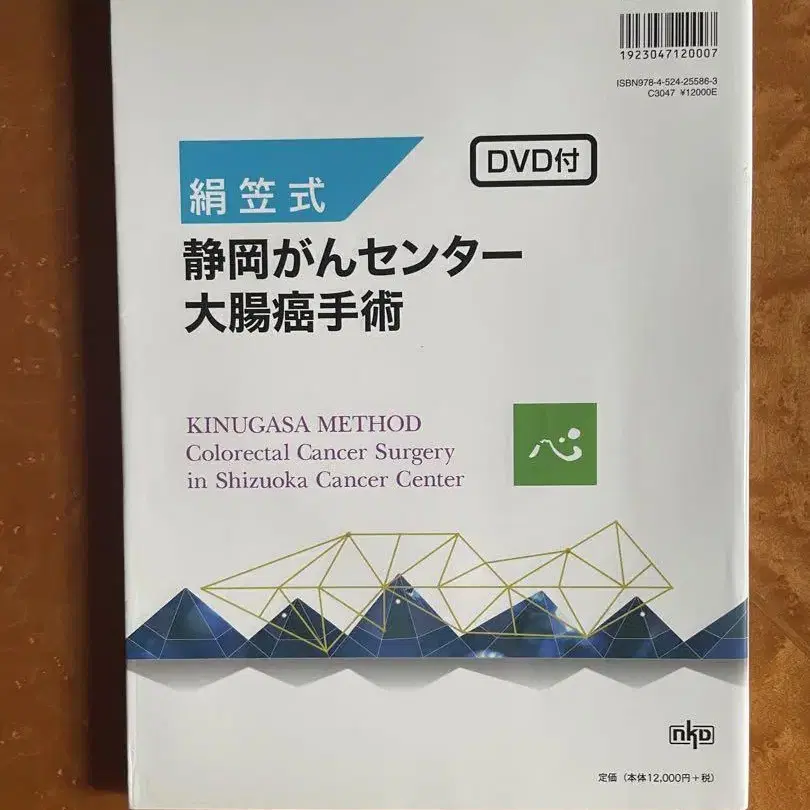 1923047120007
ISBN978-4-524-25586-3
C3047 ¥12000E
DVD付
絹笠式
静岡がんセンター
大腸癌手術
KINUGASA METHOD
Colorectal Cancer Surgery
in Shizuoka Cancer Center
心
nkD
定価（本体12,000円＋税）